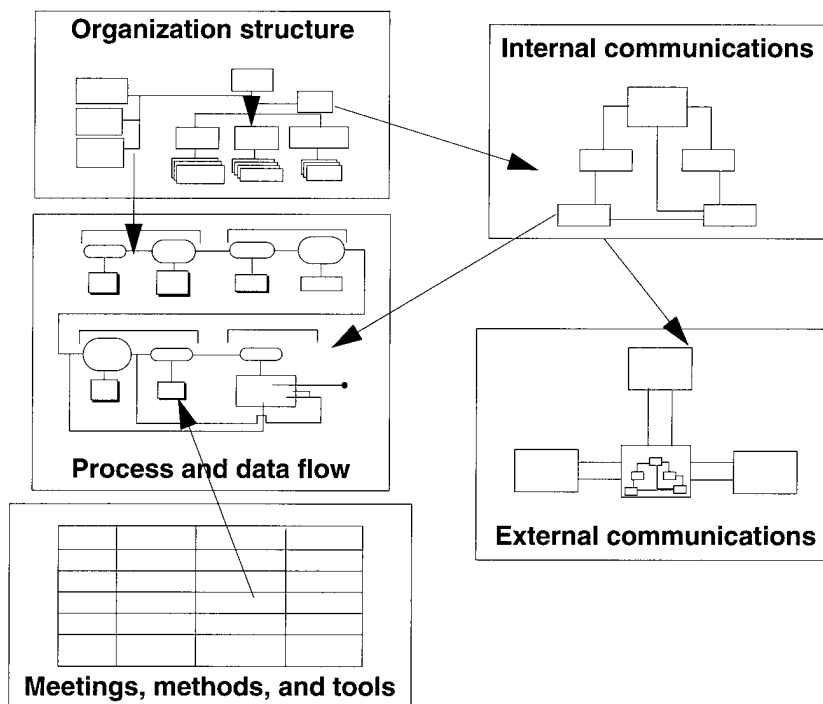 Organization structure
Internal communications
Process and data flow
External communications
Meetings, methods, and tools